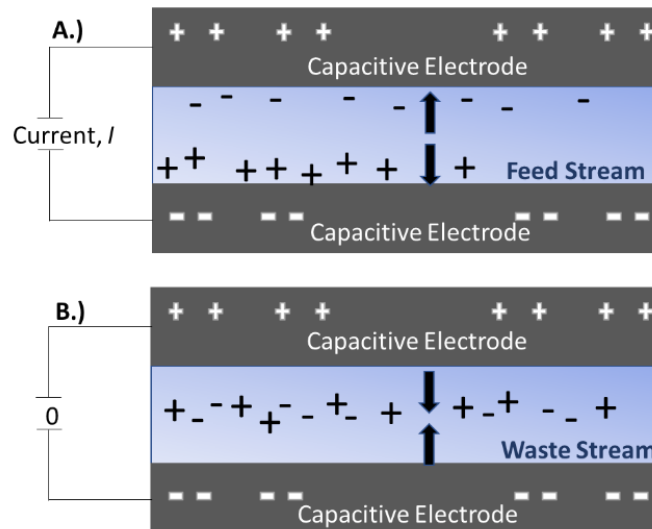 A.)
Capacitive Electrode
Current, I
Feed Stream
Capacitive Electrode
B.)
Capacitive Electrode
0
Waste Stream
Capacitive Electrode